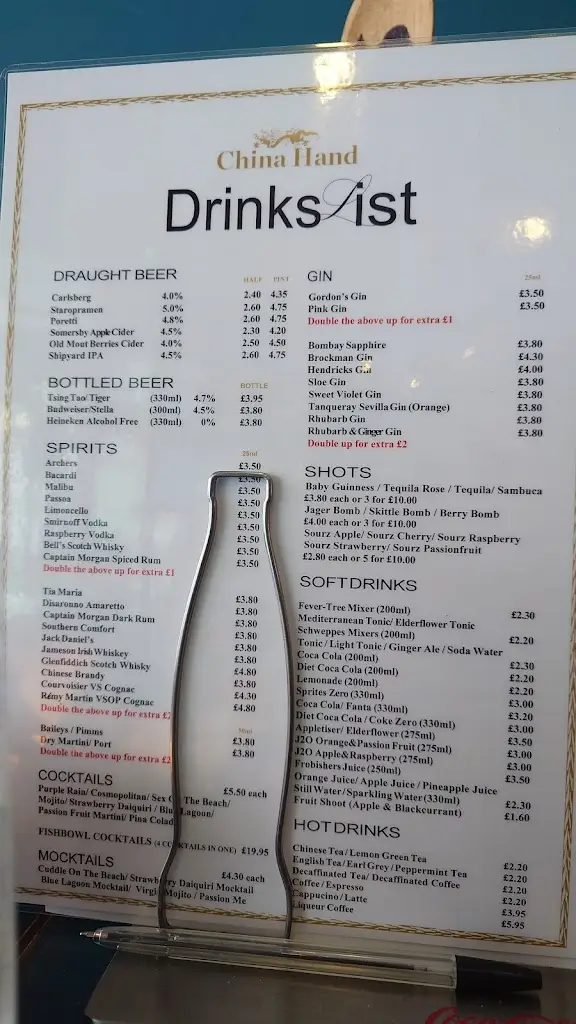 China Hand
Drinks List
DRAUGHT BEER
HALF PINT
Carlsberg 4.0% 2.40 4.35
Staropramen 5.0% 2.60 4.75
Poretti 4.8% 2.60 4.75
Somersby Apple Cider 4.5% 2.30 4.20
Old Mout Berries Cider 4.0% 2.50 4.50
Shipyard IPA 4.5% 2.60 4.75
BOTTLED BEER
BOTTLE
Tsing Tao/ Tiger (330ml) 4.7% £3.95
Budweiser/Stella (300ml) 4.5% £3.80
Heineken Alcohol Free (330ml) 0% £3.80
SPIRITS
25ml
Archers £3.50
Bacardi £3.50
Malibu £3.50
Passoa £3.50
Limoncello £3.50
Smirnoff Vodka £3.50
Raspberry Vodka £3.50
Bell's Scotch Whisky £3.50
Captain Morgan Spiced Rum £3.50
Double the above up for extra £1
Tia Maria £3.80
Disaronno Amaretto £3.80
Captain Morgan Dark Rum £3.80
Southern Comfort £3.80
Jack Daniel's £3.80
Jameson Irish Whiskey £3.80
Glenfiddich Scotch Whisky £4.80
Chinese Brandy £3.80
Courvoisier VS Cognac £4.30
Rémy Martin VSOP Cognac £4.80
Double the above up for extra £2
50ml
Baileys / Pimms £3.80
Dry Martini/ Port £3.80
Double the above up for extra £2
COCKTAILS
£5.50 each
Purple Rain/ Cosmopolitan/ Sex On The Beach/
Mojito/ Strawberry Daiquiri / Blue Lagoon/
Passion Fruit Martini/ Pina Colada
FISHBOWL COCKTAILS (4 COCKTAILS IN ONE) £19.95
MOCKTAILS
£4.30 each
Cuddle On The Beach/ Strawberry Daiquiri Mocktail
Blue Lagoon Mocktail/ Virgin Mojito / Passion Me
GIN
25ml
Gordon's Gin £3.50
Pink Gin £3.50
Double the above up for extra £1
Bombay Sapphire £3.80
Brockman Gin £4.30
Hendricks Gin £4.00
Sloe Gin £3.80
Sweet Violet Gin £3.80
Tanqueray Sevilla Gin (Orange) £3.80
Rhubarb Gin £3.80
Rhubarb & Ginger Gin £3.80
Double up for extra £2
SHOTS
Baby Guinness / Tequila Rose / Tequila/ Sambuca
£3.80 each or 3 for £10.00
Jager Bomb / Skittle Bomb / Berry Bomb
£4.00 each or 3 for £10.00
Sourz Apple/ Sourz Cherry/ Sourz Raspberry
Sourz Strawberry/ Sourz Passionfruit
£2.80 each or 5 for £10.00
SOFTDRINKS
Fever-Tree Mixer (200ml) £2.30
Mediterranean Tonic/ Elderflower Tonic
Schweppes Mixers (200ml) £2.20
Tonic / Light Tonic / Ginger Ale / Soda Water
Coca Cola (200ml) £2.30
Diet Coca Cola (200ml) £2.20
Lemonade (200ml) £2.20
Sprites Zero (330ml) £3.00
Coca Cola/ Fanta (330ml) £3.20
Diet Coca Cola / Coke Zero (330ml) £3.00
Appletiser/ Elderflower (275ml) £3.50
J2O Orange&Passion Fruit (275ml) £3.00
J2O Apple&Raspberry (275ml) £3.00
Frobishers Juice (250ml) £3.50
Orange Juice/ Apple Juice / Pineapple Juice
Still Water/Sparkling Water(330ml) £2.30
Fruit Shoot (Apple & Blackcurrant) £1.60
HOTDRINKS
Chinese Tea/ Lemon Green Tea £2.20
English Tea/ Earl Grey / Peppermint Tea £2.20
Decaffinated Tea/ Decaffinated Coffee £2.20
Coffee / Espresso £2.20
Cappucino / Latte £3.95
Liqueur Coffee £5.95